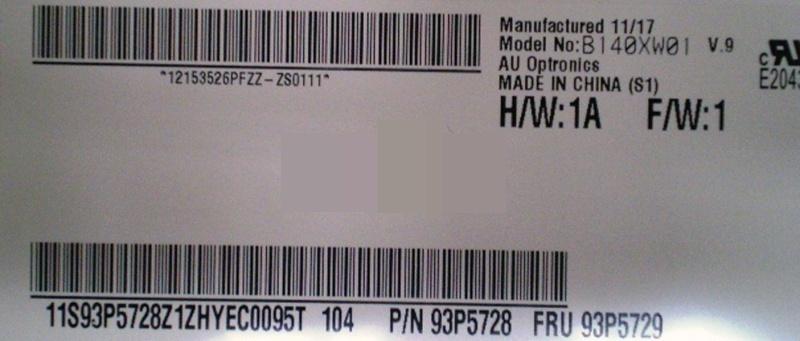 Manufactured 11/17
Model No:B140XW01 V.9
AU Optronics
MADE IN CHINA (S1)
H/W:1A F/W:1
*12153526PFZZ-ZS0111*
c
11S93P5728Z1ZHYEC0095T 104 P/N 93P5728 FRU 93P5729